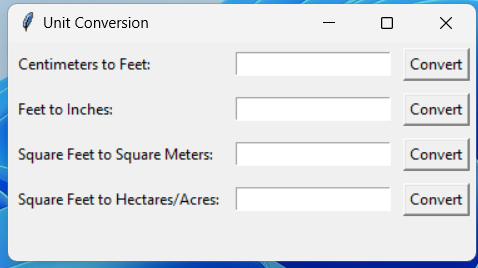 Unit Conversion
Centimeters to Feet: Convert
Feet to Inches: Convert
Square Feet to Square Meters: Convert
Square Feet to Hectares/Acres: Convert